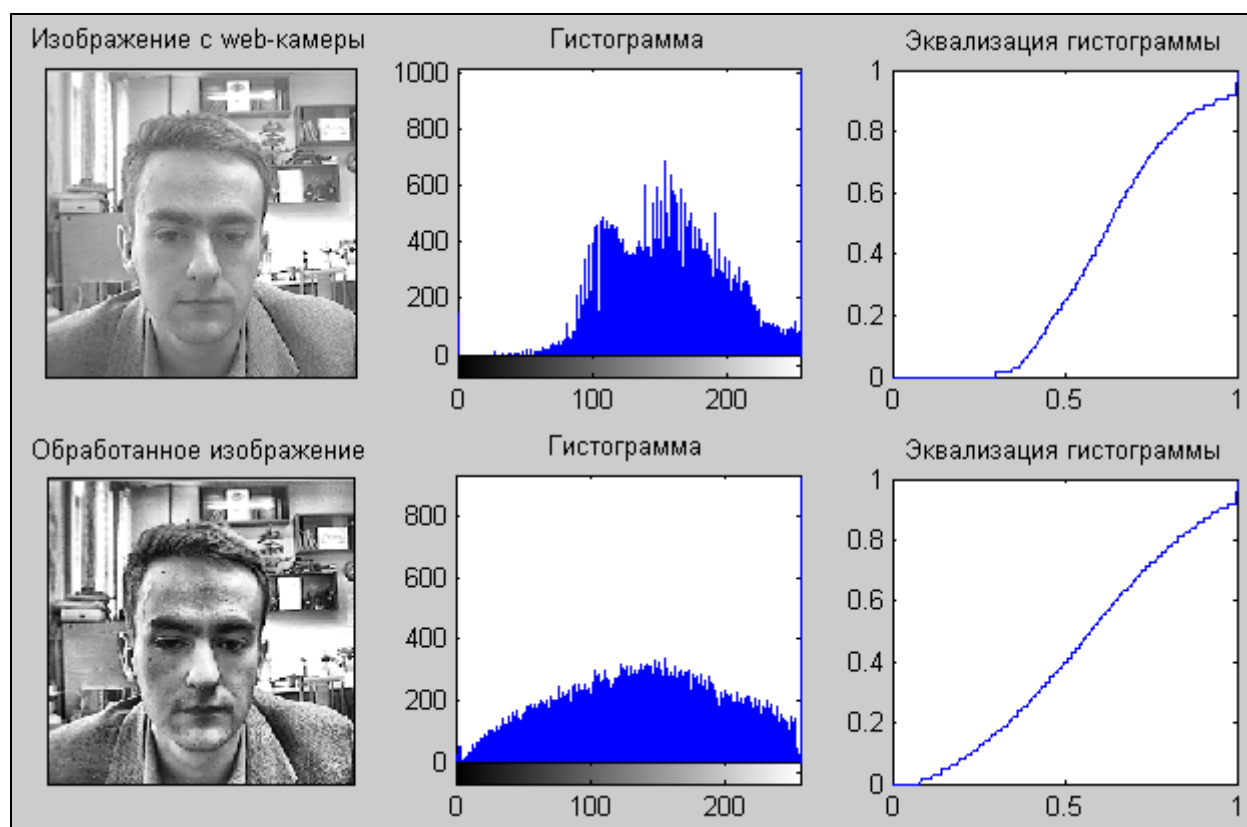 Изображение с web-камеры
Гистограмма
Эквализация гистограммы
1000
800
600
400
200
0
0 100 200
1
0.8
0.6
0.4
0.2
0
0 0.5 1
Обработанное изображение
Гистограмма
Эквализация гистограммы
800
600
400
200
0
0 100 200
1
0.8
0.6
0.4
0.2
0
0 0.5 1